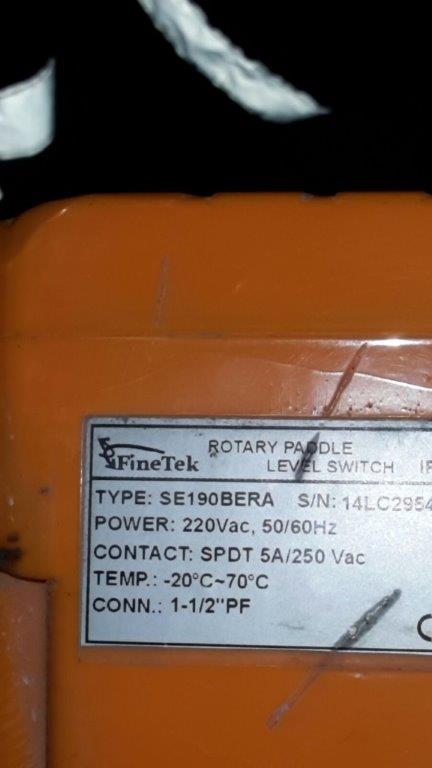 FineTek
ROTARY PADDLE
LEVEL SWITCH
TYPE: SE190BERA S/N: 14LC2954
POWER: 220Vac, 50/60Hz
CONTACT: SPDT 5A/250 Vac
TEMP.: -20°C~70°C
CONN.: 1-1/2"PF